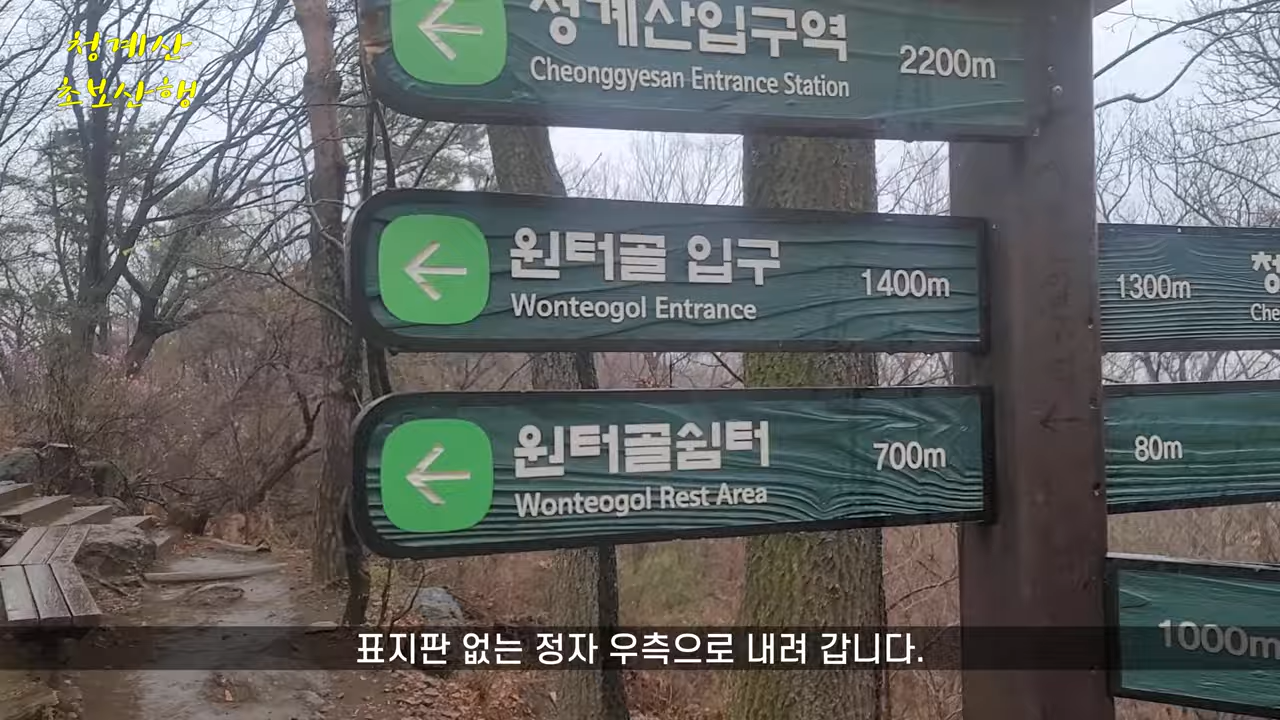 청계산
초보산행
청계산입구역
Cheonggyesan Entrance Station
2200m
원터골 입구
Wonteogol Entrance
1400m
1300m
청
Che
원터골쉼터
Wonteogol Rest Area
700m
80m
1000m
표지판 없는 정자 우측으로 내려 갑니다.